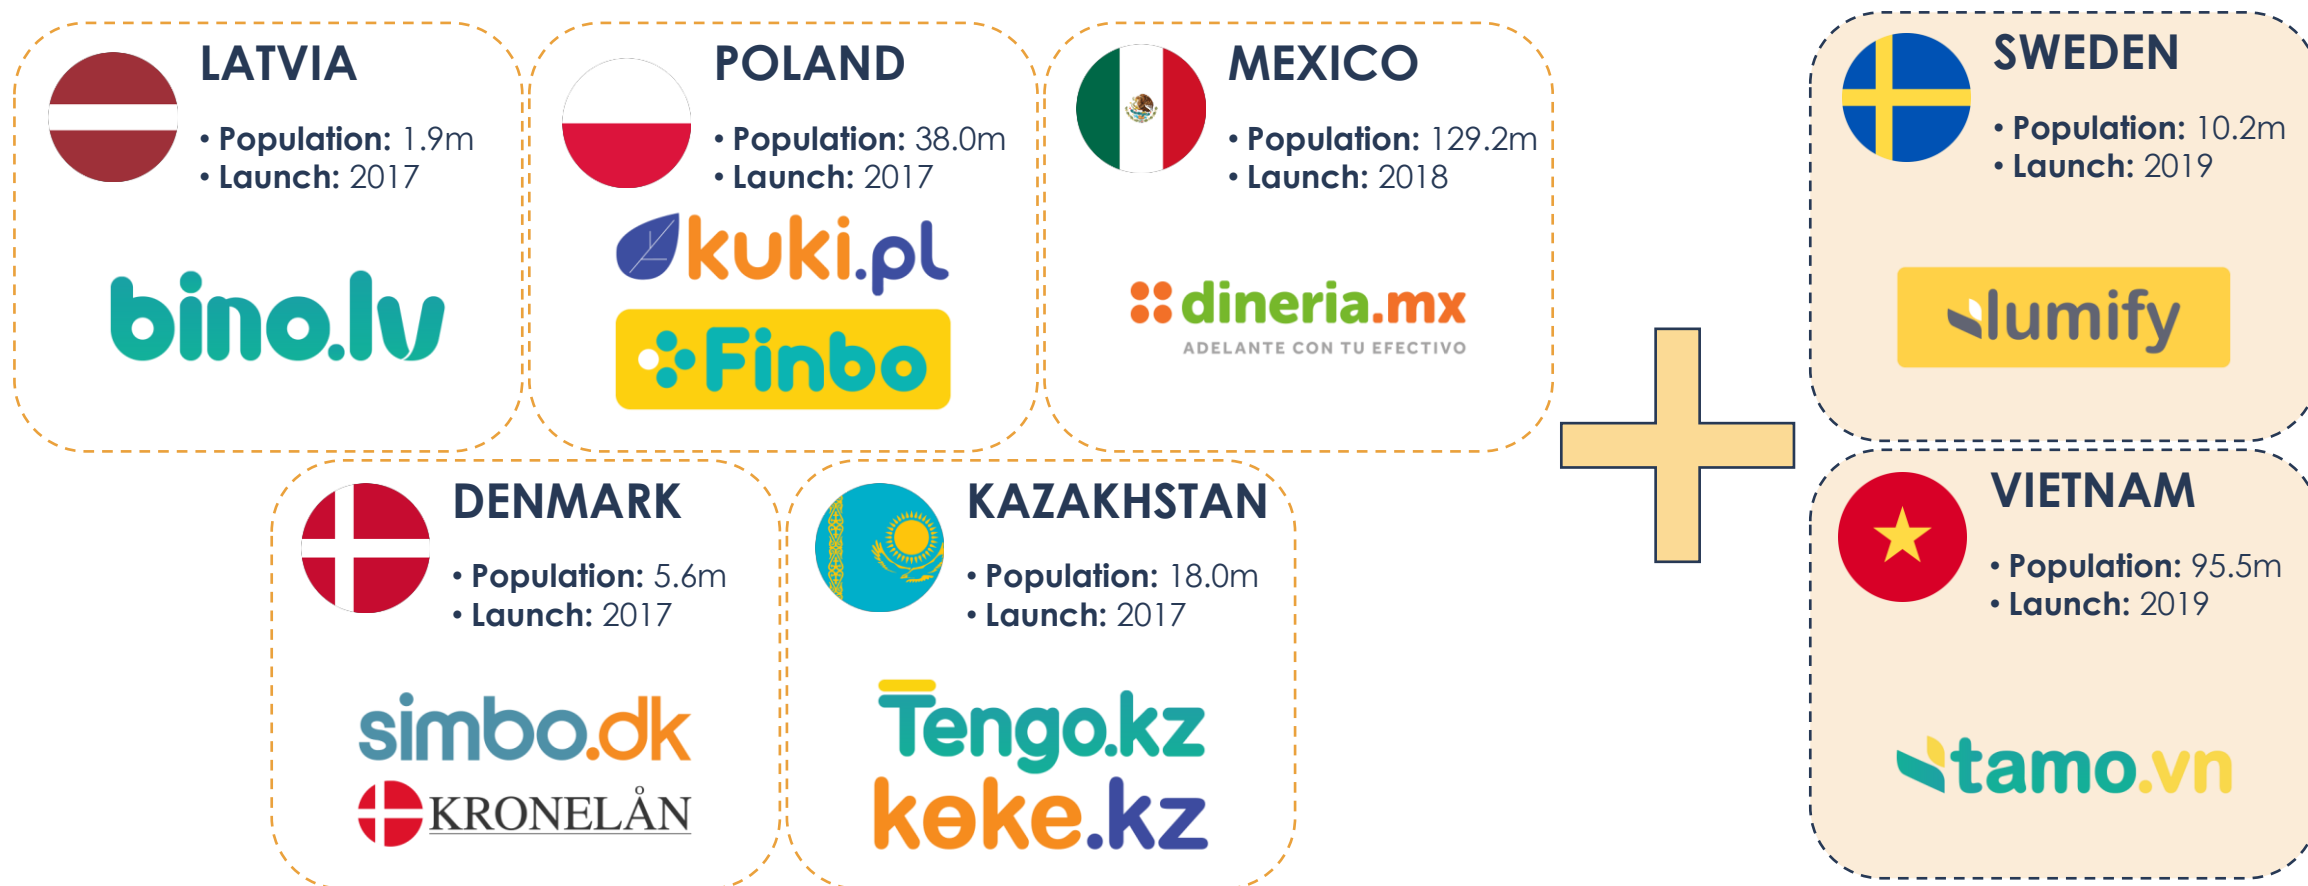 LATVIA
• Population: 1.9m
• Launch: 2017
bino.lv
POLAND
• Population: 38.0m
• Launch: 2017
kuki.pl
Finbo
MEXICO
• Population: 129.2m
• Launch: 2018
dineria.mx
ADELANTE CON TU EFECTIVO
SWEDEN
• Population: 10.2m
• Launch: 2019
lumify
DENMARK
• Population: 5.6m
• Launch: 2017
simbo.dk
KRONELÅN
KAZAKHSTAN
• Population: 18.0m
• Launch: 2017
Tengo.kz
kөke.kz
VIETNAM
• Population: 95.5m
• Launch: 2019
tamo.vn